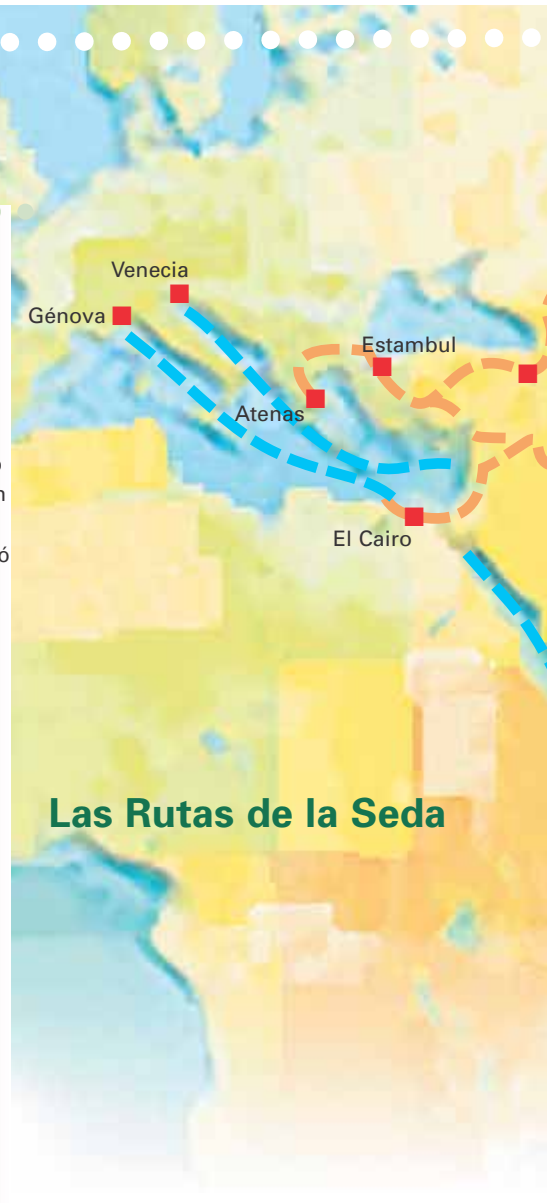 Venecia
Génova
Estambul
Atenas
El Cairo
Las Rutas de la Seda